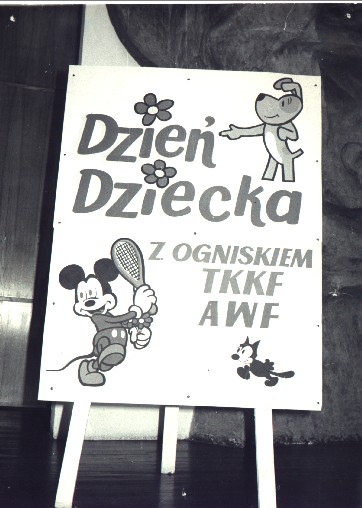 Dzień
Dziecka
Z OGNISKIEM
TKKF
AWF